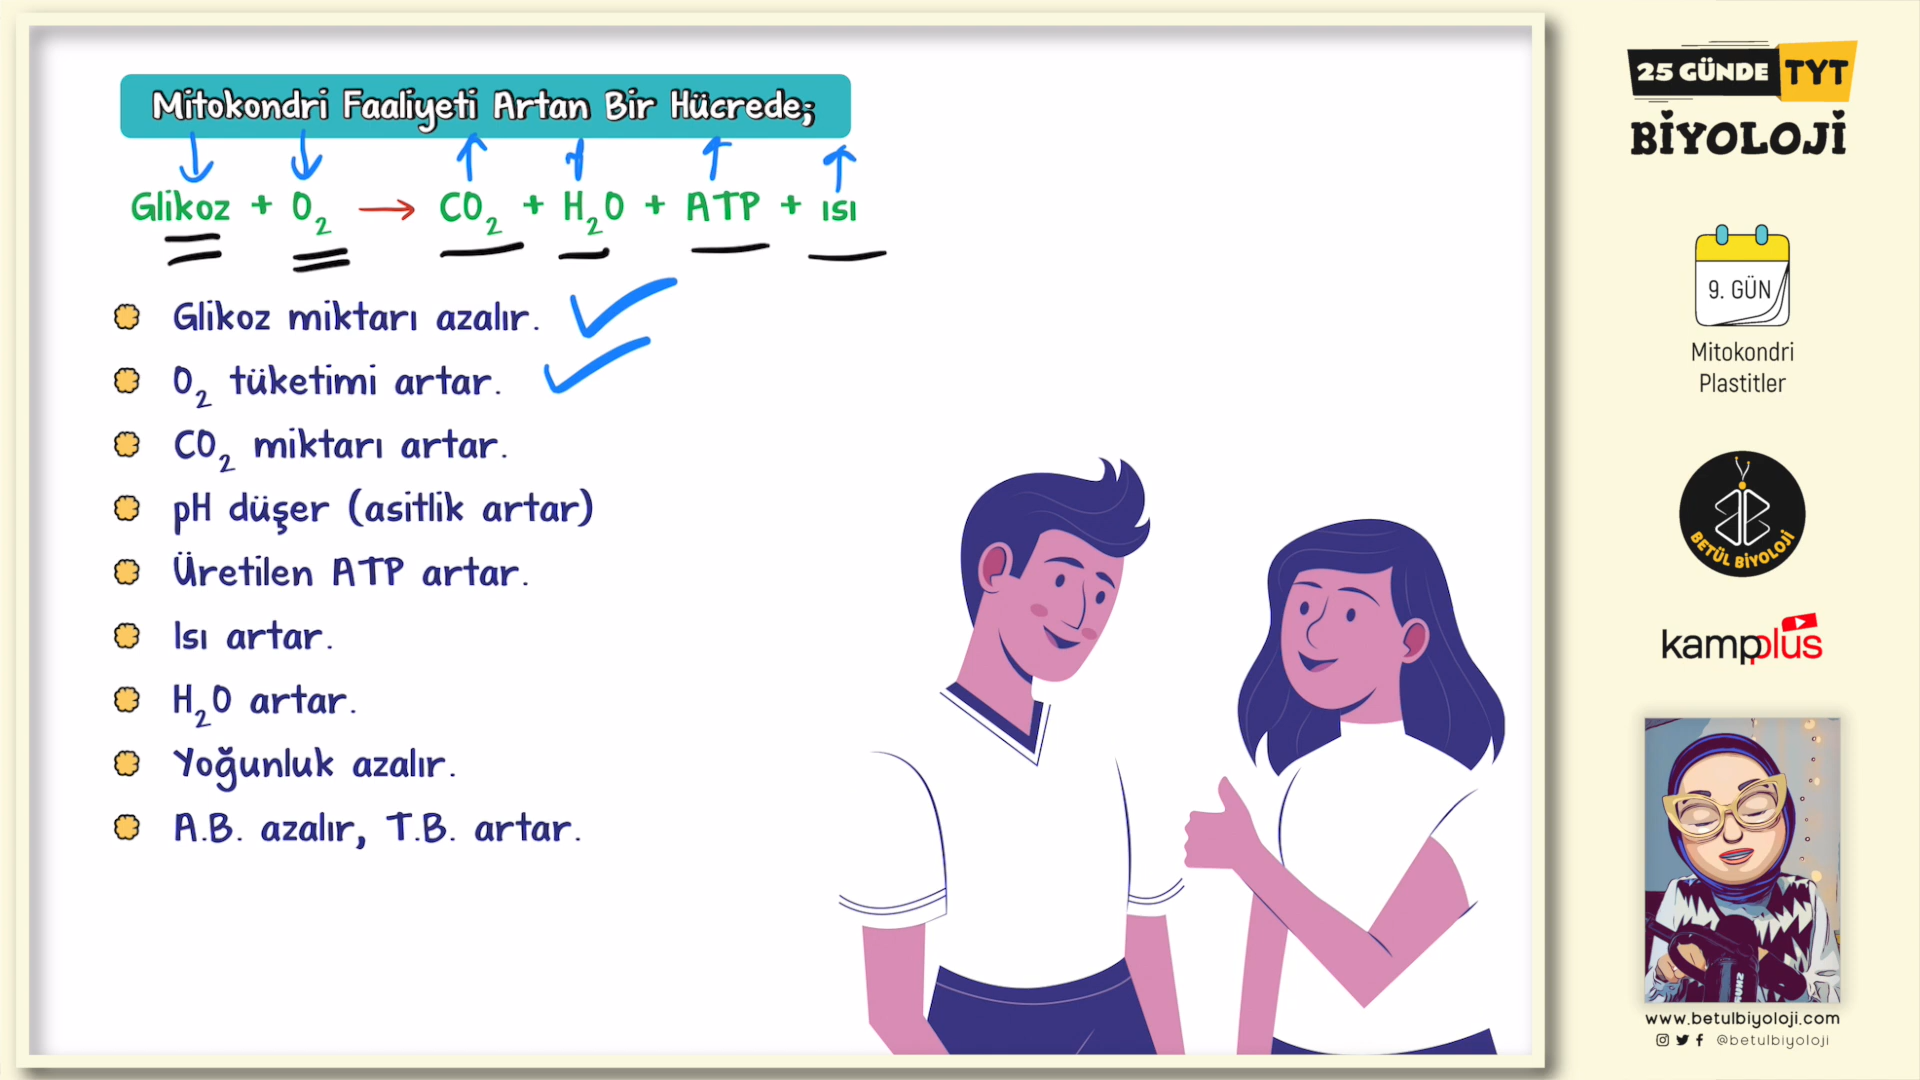 Mitokondri Faaliyeti Artan Bir Hücrede;
Glikoz + O₂ → CO₂ + H₂O + ATP + ısı
Glikoz miktarı azalır.
O₂ tüketimi artar.
CO₂ miktarı artar.
pH düşer (asitlik artar)
Üretilen ATP artar.
Isı artar.
H₂O artar.
Yoğunluk azalır.
A.B. azalır, T.B. artar.
25 GÜNDE TYT
BİYOLOJİ
9. GÜN
Mitokondri
Plastitler
BETÜL BİYOLOJİ
kampplus
www.betulbiyoloji.com
@betulbiyoloji